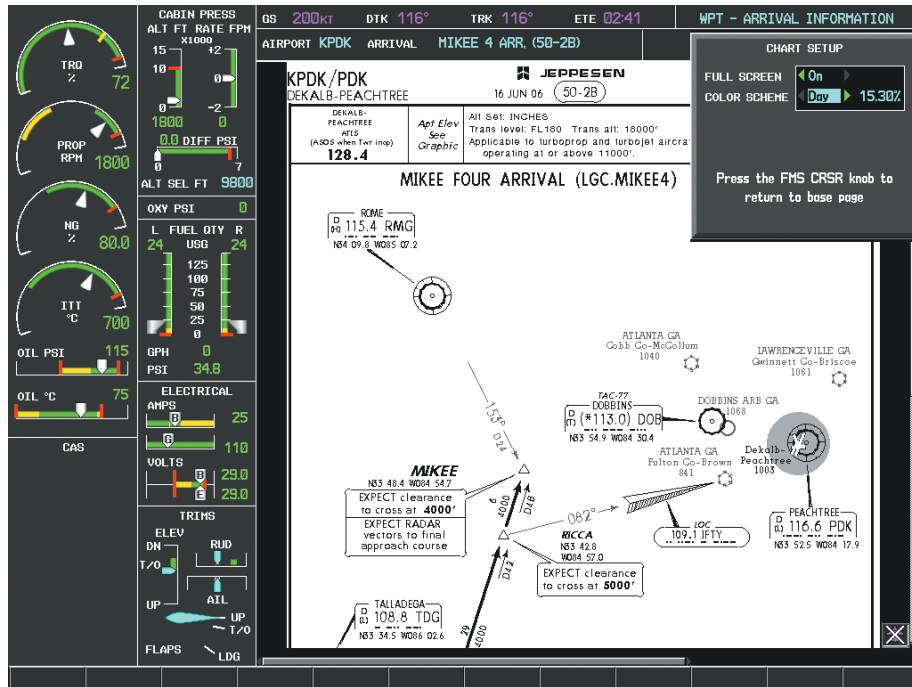 GS 200KT DTK 116° TRK 116° ETE 02:41 WPT - ARRIVAL INFORMATION
AIRPORT KPDK ARRIVAL MIKEE 4 ARR. (50-2B)
TRQ
%
72
PROP
RPM
1800
NG
%
80.0
ITT
°C
700
OIL PSI 115
OIL °C 75
CAS
CABIN PRESS
ALT FT RATE FPM
X1000
15 +2
10
0
0 -2
1800 0
0.0 DIFF PSI
0 7
ALT SEL FT 9800
OXY PSI 0
L FUEL QTY R
24 USG 24
125
100
75
50
25
0
GPH 0
PSI 34.8
ELECTRICAL
AMPS
B 25
G 110
VOLTS
B 29.0
E 29.0
TRIMS
ELEV
DN RUD
T/O
AIL
UP
UP
T/O
FLAPS LDG
KPDK/PDK
DEKALB-PEACHTREE
JEPPESEN
16 JUN 06 50-2B
DEKALB-
PEACHTREE
ATIS
(ASOS when Twr inop)
128.4
Apt Elev
See
Graphic
Alt Set: INCHES
Trans level: FL180 Trans alt: 18000'
Applicable to turboprop and turbojet aircra
operating at or above 11000'.
MIKEE FOUR ARRIVAL (LGC.MIKEE4)
CHART SETUP
FULL SCREEN On
COLOR SCHEME Day 15.30%
Press the FMS CRSR knob to
return to base page
ROME
D
(H) 115.4 RMG
N34 09.8 W085 07.2
153°
D24
ATLANTA GA
Cobb Co-McCollum
1040
LAWRENCEVILLE GA
Gwinnett Co-Briscoe
1061
TAC-77
DOBBINS
D
(T) (*113.0) DOB
N33 54.9 W084 30.4
DOBBINS ARB GA
1068
ATLANTA GA
Fulton Co-Brown
841
Dekalb-
Peachtree
1003
PEACHTREE
D
(L) 116.6 PDK
N33 52.5 W084 17.9
MIKEE
N33 48.4 W084 54.7
EXPECT clearance
to cross at 4000'
EXPECT RADAR
vectors to final
approach course
6
4000
D48
082°
LOC
109.1 IFTY
RICCA
N33 42.8
W084 57.0
EXPECT clearance
to cross at 5000'
D42
29
4000
TALLADEGA
D
(L) 108.8 TDG
N33 34.5 W086 02.6